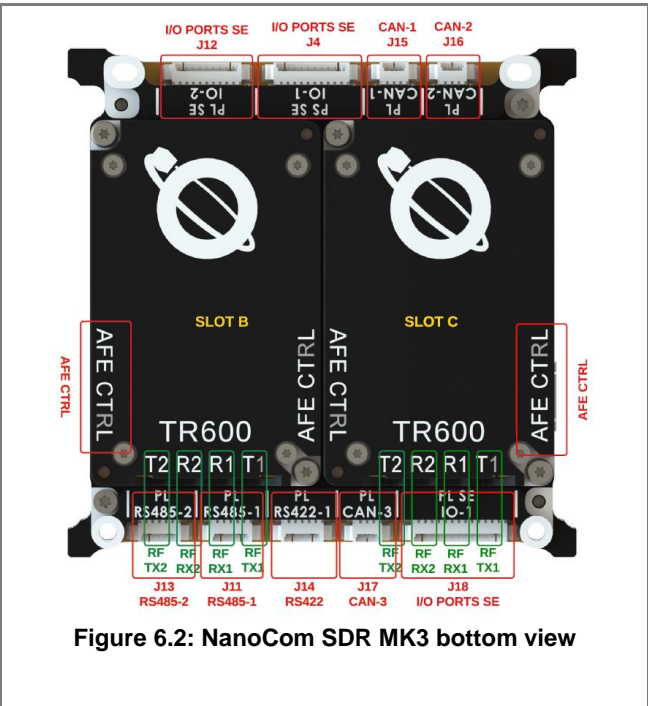 I/O PORTS SE
J12
I/O PORTS SE
J4
CAN-1
J15
CAN-2
J16
PL SE
IO-2
PS SE
IO-1
PL
CAN-1
PL
CAN-2
SLOT B
SLOT C
AFE CTRL
AFE CTRL
AFE CTRL
AFE CTRL
AFE CTRL
AFE CTRL
TR600
TR600
T2 R2 R1 T1
T2 R2 R1 T1
PL
RS485-2
PL
RS485-1
PL
RS422-1
PL
CAN-3
PL SE
IO-1
RF
TX2
RF
RX2
RF
RX1
RF
TX1
RF
TX2
RF
RX2
RF
RX1
RF
TX1
J13
RS485-2
J11
RS485-1
J14
RS422
J17
CAN-3
J18
I/O PORTS SE
Figure 6.2: NanoCom SDR MK3 bottom view